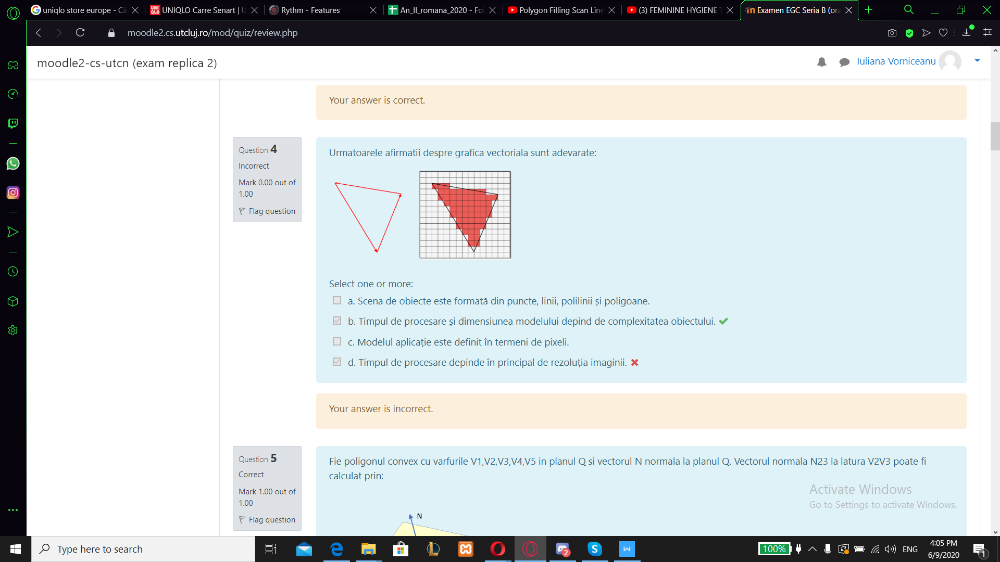 uniqlo store europe - Că
UNIQLO Carre Senart | U
Rythm - Features
An_II_romana_2020 - Foi
Polygon Filling Scan Line
(3) FEMININE HYGIENE T
Examen EGC Seria B (ora
moodle2.cs.utcluj.ro/mod/quiz/review.php
moodle2-cs-utcn (exam replica 2)
Iuliana Vorniceanu
Your answer is correct.
Question 4
Incorrect
Mark 0.00 out of
1.00
Flag question
Urmatoarele afirmatii despre grafica vectoriala sunt adevarate:
Select one or more:
a. Scena de obiecte este formată din puncte, linii, polilinii și poligoane.
b. Timpul de procesare și dimensiunea modelului depind de complexitatea obiectului.
c. Modelul aplicație este definit în termeni de pixeli.
d. Timpul de procesare depinde în principal de rezoluția imaginii.
Your answer is incorrect.
Question 5
Correct
Mark 1.00 out of
1.00
Flag question
Fie poligonul convex cu varfurile V1,V2,V3,V4,V5 in planul Q si vectorul N normala la planul Q. Vectorul normala N23 la latura V2V3 poate fi
calculat prin:
N
Activate Windows
Go to Settings to activate Windows.
Type here to search
2
100%
ENG
4:05 PM
6/9/2020
1